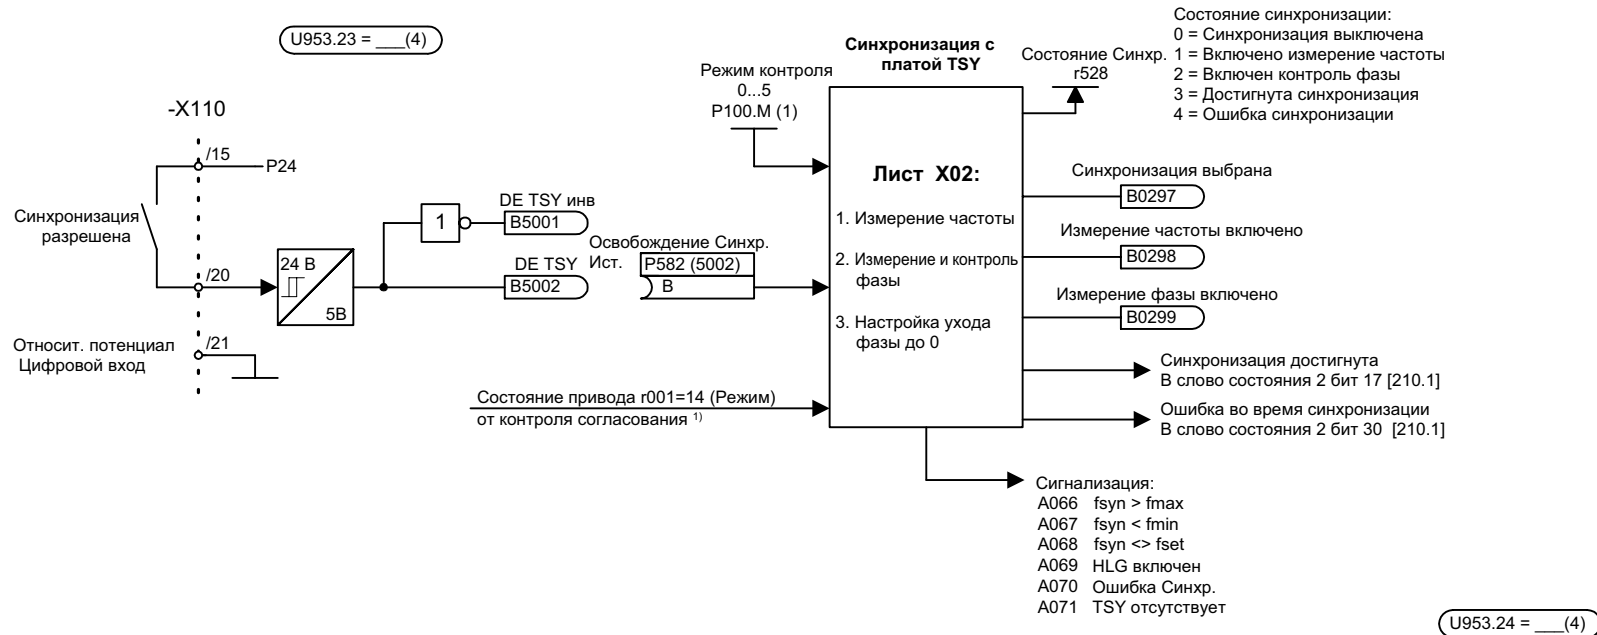 U953.23 = ___(4)
-X110
/15
P24
Синхронизация
разрешена
/20
24 В
5В
/21
Относит. потенциал
Цифровой вход
1
DE TSY инв
B5001
DE TSY
B5002
Освобождение Синхр.
Ист.
P582 (5002)
B
Режим контроля
0...5
P100.M (1)
Состояние привода r001=14 (Режим)
от контроля согласования 1)
Синхронизация с
платой TSY
Лист X02:
1. Измерение частоты
2. Измерение и контроль
фазы
3. Настройка ухода
фазы до 0
Состояние Синхр.
r528
Состояние синхронизации:
0 = Синхронизация выключена
1 = Включено измерение частоты
2 = Включен контроль фазы
3 = Достигнута синхронизация
4 = Ошибка синхронизации
Синхронизация выбрана
B0297
Измерение частоты включено
B0298
Измерение фазы включено
B0299
Синхронизация достигнута
В слово состояния 2 бит 17 [210.1]
Ошибка во время синхронизации
В слово состояния 2 бит 30 [210.1]
Сигнализация:
A066 fsyn > fmax
A067 fsyn < fmin
A068 fsyn <> fset
A069 HLG включен
A070 Ошибка Синхр.
A071 TSY отсутствует
U953.24 = ___(4)